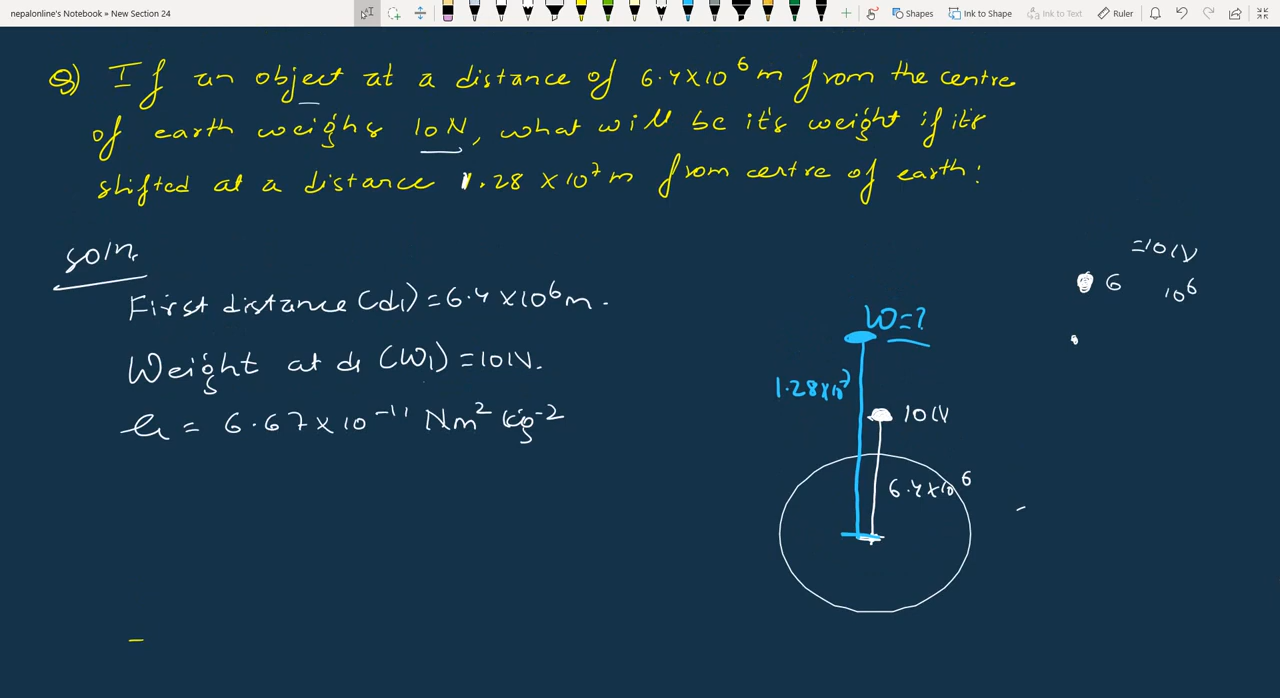 nepalonline's Notebook » New Section 24
Shapes
Ink to Shape
Ink to Text
Ruler
Q) If an object at a distance of 6.4×10⁶ m from the centre
of earth weighs 10N, what will be it's weight if it's
shifted at a distance 1.28 ×10⁷ m from centre of earth?
Soln.
First distance (d1) = 6.4×10⁶m.
Weight at d1 (W1) = 10N.
G = 6.67×10⁻¹¹ Nm² kg⁻²
W=?
1.28×10⁷
10N
6.4×10⁶
=10N
6
10⁶